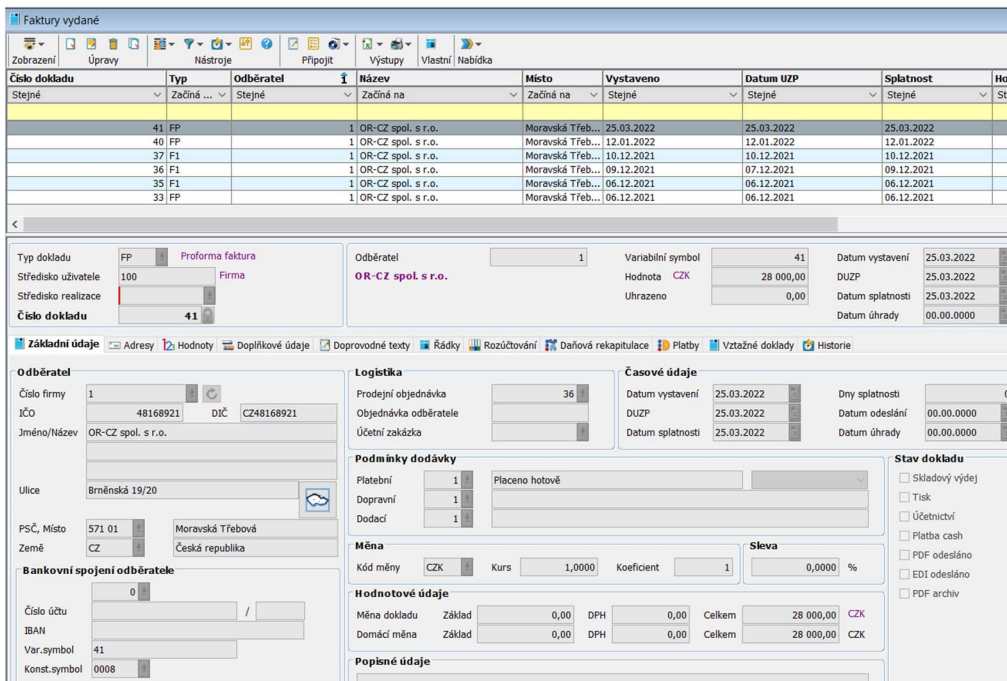 Faktury vydané
Zobrazení Úpravy Nástroje Připojit Výstupy Vlastní Nabídka
Číslo dokladu Typ Odběratel 1 Název Místo Vystaveno Datum UZP Splatnost Ho
Stejné Začíná ... Stejné Začíná na Začíná na Stejné Stejné Stejné St
41 FP 1 OR-CZ spol. s r.o. Moravská Třeb... 25.03.2022 25.03.2022 25.03.2022
40 FP 1 OR-CZ spol. s r.o. Moravská Třeb... 12.01.2022 12.01.2022 12.01.2022
37 F1 1 OR-CZ spol. s r.o. Moravská Třeb... 10.12.2021 10.12.2021 10.12.2021
36 F1 1 OR-CZ spol. s r.o. Moravská Třeb... 09.12.2021 07.12.2021 09.12.2021
35 F1 1 OR-CZ spol. s r.o. Moravská Třeb... 06.12.2021 06.12.2021 06.12.2021
33 FP 1 OR-CZ spol. s r.o. Moravská Třeb... 06.12.2021 06.12.2021 06.12.2021
Typ dokladu FP Proforma faktura Odběratel 1 Variabilní symbol 41 Datum vystavení 25.03.2022
Středisko uživatele 100 Firma OR-CZ spol. s r.o. Hodnota CZK 28 000,00 DUZP 25.03.2022
Středisko realizace Uhrazeno 0,00 Datum splatnosti 25.03.2022
Číslo dokladu 41 Datum úhrady 00.00.0000
Základní údaje Adresy Hodnoty Doplňkové údaje Doprovodné texty Řádky Rozúčtování Daňová rekapitulace Platby Vztažné doklady Historie
Odběratel Logistika Časové údaje
Číslo firmy 1 Prodejní objednávka 36 Datum vystavení 25.03.2022 Dny splatnosti 0
IČO 48168921 DIČ CZ48168921 Objednávka odběratele DUZP 25.03.2022 Datum odeslání 00.00.0000
Jméno/Název OR-CZ spol. s r.o. Účetní zakázka Datum splatnosti 25.03.2022 Datum úhrady 00.00.0000
Podmínky dodávky Stav dokladu
Platební 1 Placeno hotově Skladový výdej
Ulice Brněnská 19/20 Dopravní 1 Tisk
Dodací 1 Účetnictví
PSČ, Místo 571 01 Moravská Třebová Platba cash
Země CZ Česká republika Měna Sleva PDF odesláno
Kód měny CZK Kurs 1,0000 Koeficient 1 0,0000 % EDI odesláno
Bankovní spojení odběratele PDF archiv
0 Hodnotové údaje
Číslo účtu / Měna dokladu Základ 0,00 DPH 0,00 Celkem 28 000,00 CZK
IBAN Domácí měna Základ 0,00 DPH 0,00 Celkem 28 000,00 CZK
Var.symbol 41
Konst.symbol 0008 Popisné údaje